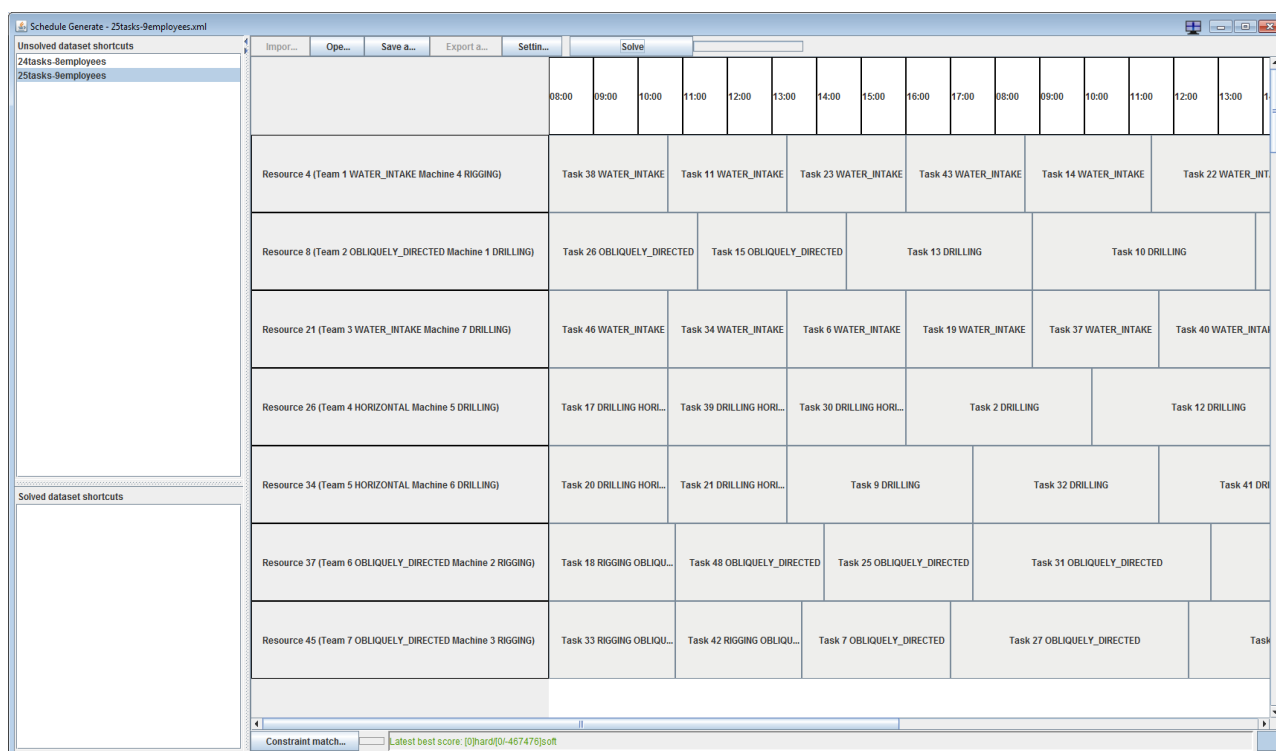 Schedule Generate - 25tasks-9employees.xml
Unsolved dataset shortcuts
24tasks-8employees
25tasks-9employees
Solved dataset shortcuts
Impor... Ope... Save a... Export a... Settin... Solve
08:00 09:00 10:00 11:00 12:00 13:00 14:00 15:00 16:00 17:00 08:00 09:00 10:00 11:00 12:00 13:00
Resource 4 (Team 1 WATER_INTAKE Machine 4 RIGGING) Task 38 WATER_INTAKE Task 11 WATER_INTAKE Task 23 WATER_INTAKE Task 43 WATER_INTAKE Task 14 WATER_INTAKE Task 22 WATER_INT
Resource 8 (Team 2 OBLIQUELY_DIRECTED Machine 1 DRILLING) Task 26 OBLIQUELY_DIRECTED Task 15 OBLIQUELY_DIRECTED Task 13 DRILLING Task 10 DRILLING
Resource 21 (Team 3 WATER_INTAKE Machine 7 DRILLING) Task 46 WATER_INTAKE Task 34 WATER_INTAKE Task 6 WATER_INTAKE Task 19 WATER_INTAKE Task 37 WATER_INTAKE Task 40 WATER_INTA
Resource 26 (Team 4 HORIZONTAL Machine 5 DRILLING) Task 17 DRILLING HORI... Task 39 DRILLING HORI... Task 30 DRILLING HORI... Task 2 DRILLING Task 12 DRILLING
Resource 34 (Team 5 HORIZONTAL Machine 6 DRILLING) Task 20 DRILLING HORI... Task 21 DRILLING HORI... Task 9 DRILLING Task 32 DRILLING Task 41 DRI
Resource 37 (Team 6 OBLIQUELY_DIRECTED Machine 2 RIGGING) Task 18 RIGGING OBLIQU... Task 48 OBLIQUELY_DIRECTED Task 25 OBLIQUELY_DIRECTED Task 31 OBLIQUELY_DIRECTED
Resource 45 (Team 7 OBLIQUELY_DIRECTED Machine 3 RIGGING) Task 33 RIGGING OBLIQU... Task 42 RIGGING OBLIQU... Task 7 OBLIQUELY_DIRECTED Task 27 OBLIQUELY_DIRECTED Task
Constraint match... Latest best score: [0]hard/[0/-467476]soft